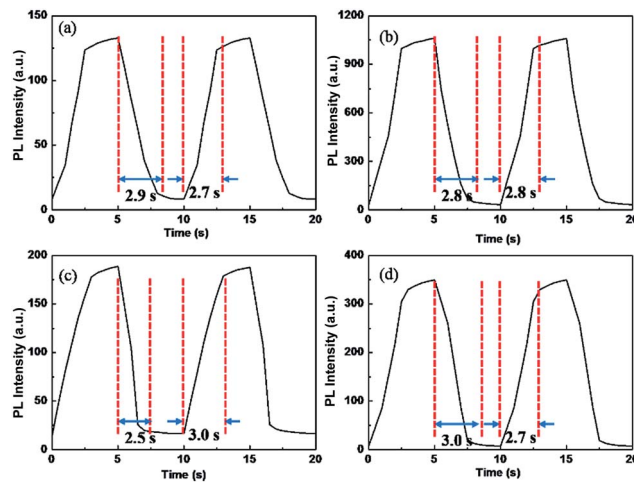 (a)
PL Intensity (a.u.)
150
100
50
0
2.9 s
2.7 s
0 5 10 15 20
Time (s)
(b)
PL Intensity (a.u.)
1200
900
600
300
0
2.8 s
2.8 s
0 5 10 15 20
Time (s)
(c)
PL Intensity (a.u.)
200
150
100
50
0
2.5 s
3.0 s
0 5 10 15 20
Time (s)
(d)
PL Intensity (a.u.)
400
300
200
100
0
3.0 s
2.7 s
0 5 10 15 20
Time (s)